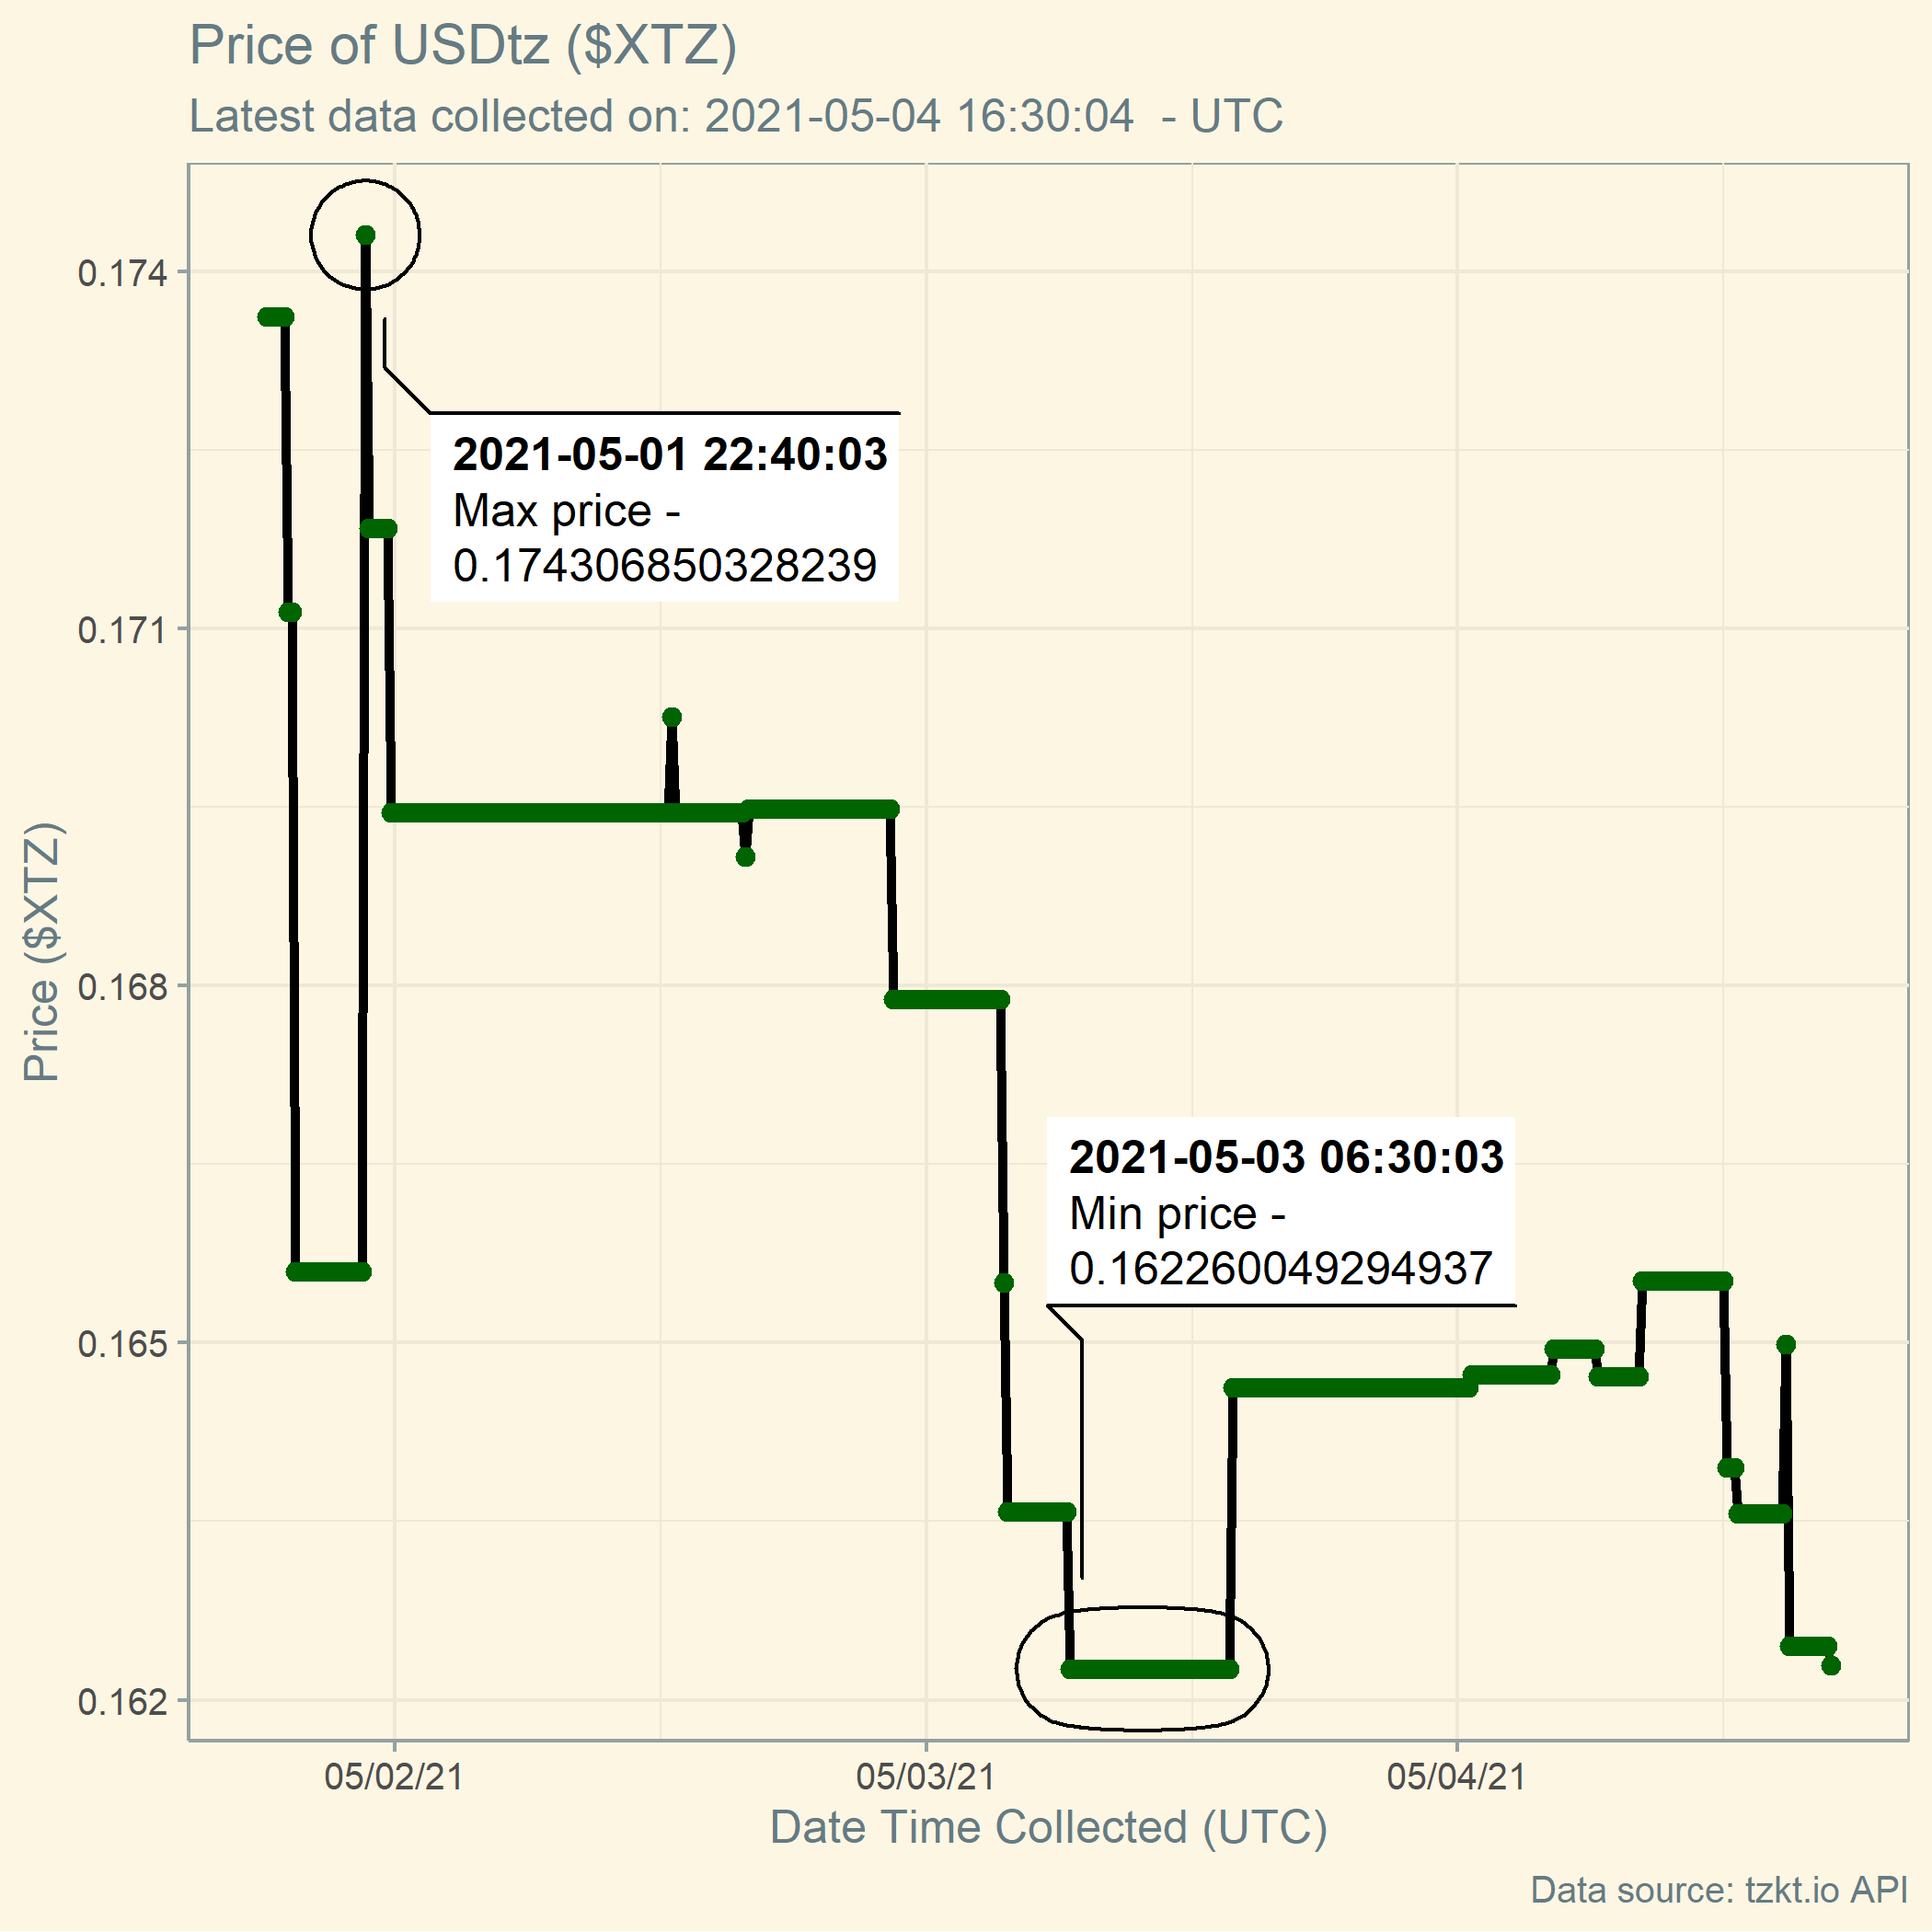 Price of USDtz ($XTZ)
Latest data collected on: 2021-05-04 16:30:04  - UTC
0.174
2021-05-01 22:40:03
Max price -
0.174306850328239
0.171
Price ($XTZ)
0.168
2021-05-03 06:30:03
Min price -
0.162260049294937
0.165
0.162
05/02/21
05/03/21
05/04/21
Date Time Collected (UTC)
Data source: tzkt.io API